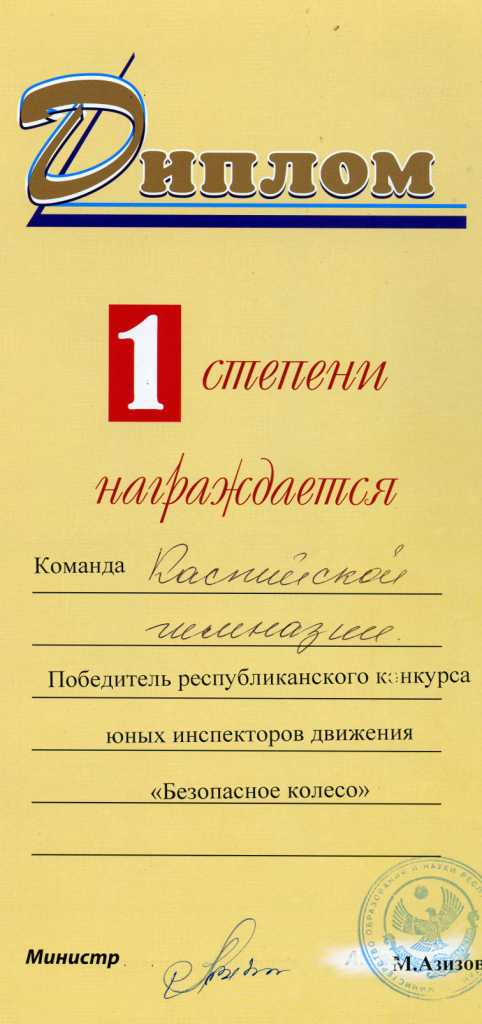 Диплом
1 степени
награждается
Команда Каспийской
гимназии.
Победитель республиканского конкурса
юных инспекторов движения
«Безопасное колесо»
Министр М.Азизов